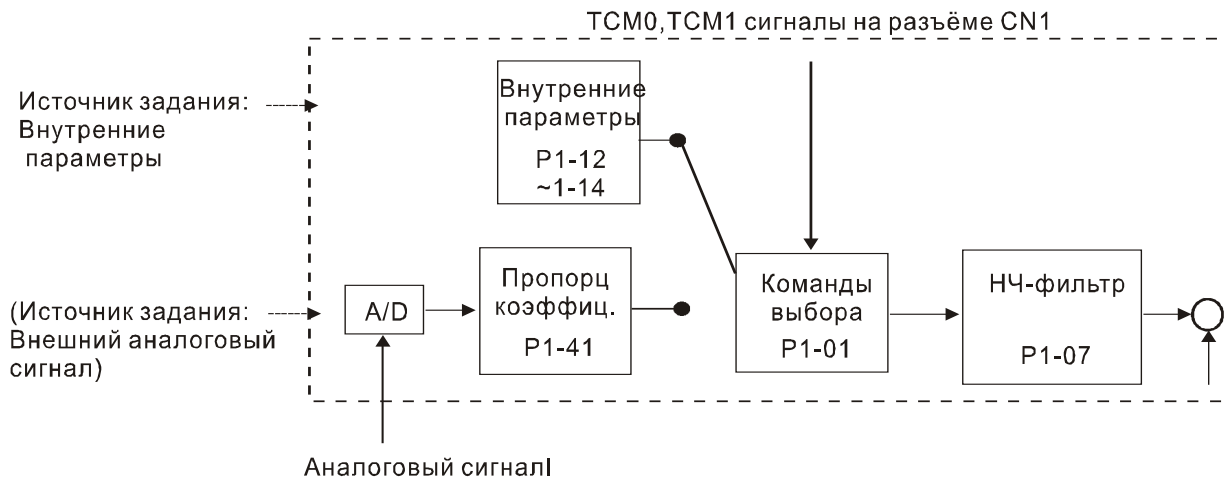 TCM0,TCM1 сигналы на разъёме CN1
Источник задания:
Внутренние
параметры
Внутренние
параметры
P1-12
~1-14
(Источник задания:
Внешний аналоговый
сигнал)
A/D
Пропорц
коэффиц.
P1-41
Команды
выбора
P1-01
НЧ-фильтр
P1-07
Аналоговый сигналI